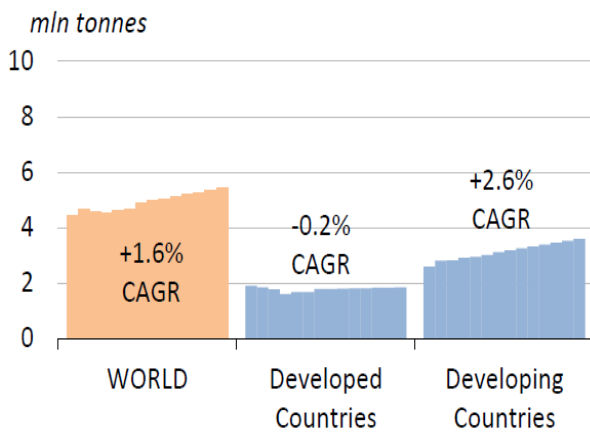 mln tonnes
10
8
6
4
2
0
+1.6%
CAGR
-0.2%
CAGR
+2.6%
CAGR
WORLD
Developed
Countries
Developing
Countries